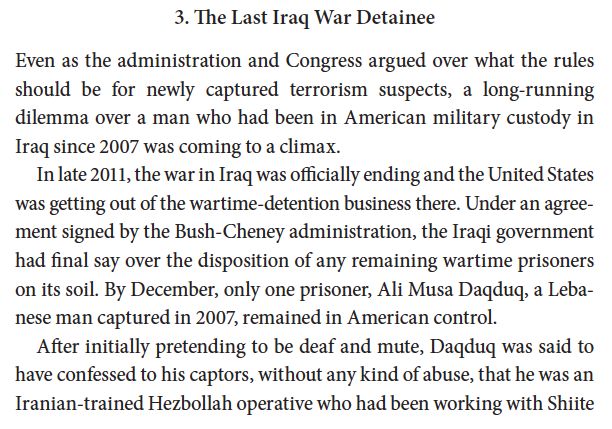 3. The Last Iraq War Detainee
Even as the administration and Congress argued over what the rules
should be for newly captured terrorism suspects, a long-running
dilemma over a man who had been in American military custody in
Iraq since 2007 was coming to a climax.
In late 2011, the war in Iraq was officially ending and the United States
was getting out of the wartime-detention business there. Under an agree-
ment signed by the Bush-Cheney administration, the Iraqi government
had final say over the disposition of any remaining wartime prisoners
on its soil. By December, only one prisoner, Ali Musa Daqduq, a Leba-
nese man captured in 2007, remained in American control.
After initially pretending to be deaf and mute, Daqduq was said to
have confessed to his captors, without any kind of abuse, that he was an
Iranian-trained Hezbollah operative who had been working with Shiite